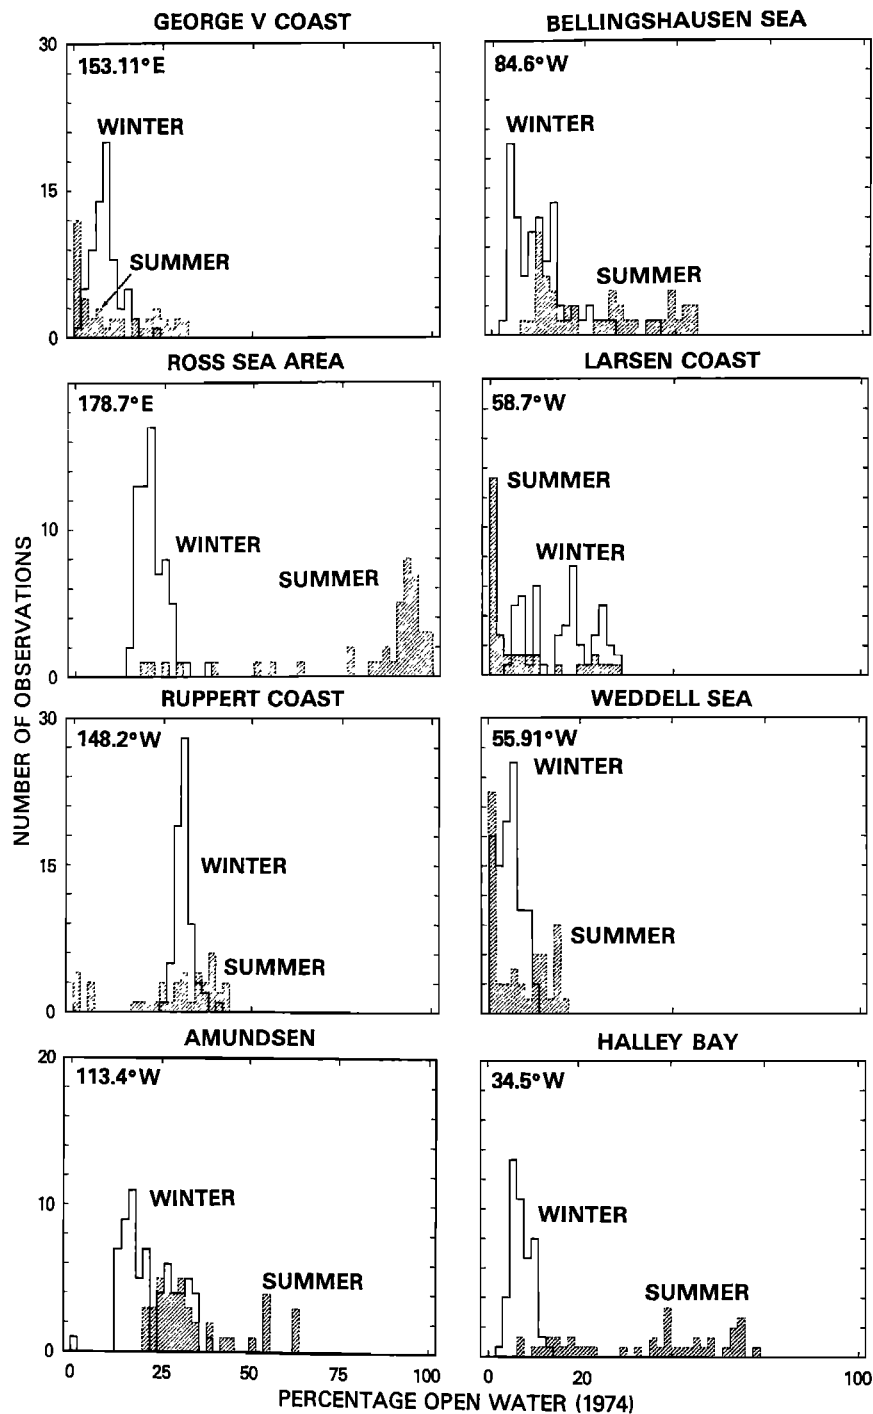 GEORGE V COAST
30
153.11°E
WINTER
15
SUMMER
0
BELLINGSHAUSEN SEA
84.6°W
WINTER
SUMMER
ROSS SEA AREA
178.7°E
10
WINTER
SUMMER
0
LARSEN COAST
58.7°W
SUMMER
WINTER
NUMBER OF OBSERVATIONS
RUPPERT COAST
30
148.2°W
15
WINTER
SUMMER
0
WEDDELL SEA
55.91°W
WINTER
SUMMER
AMUNDSEN
20
113.4°W
10
WINTER
SUMMER
0
0 25 50 75 100
HALLEY BAY
34.5°W
WINTER
SUMMER
0 20 100
PERCENTAGE OPEN WATER (1974)